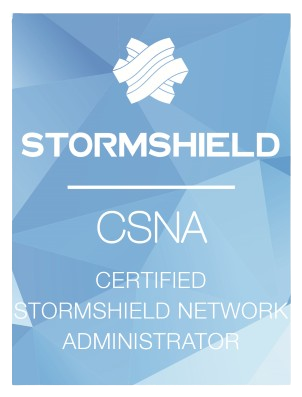 STORMSHIELD
CSNA
CERTIFIED
STORMSHIELD NETWORK
ADMINISTRATOR